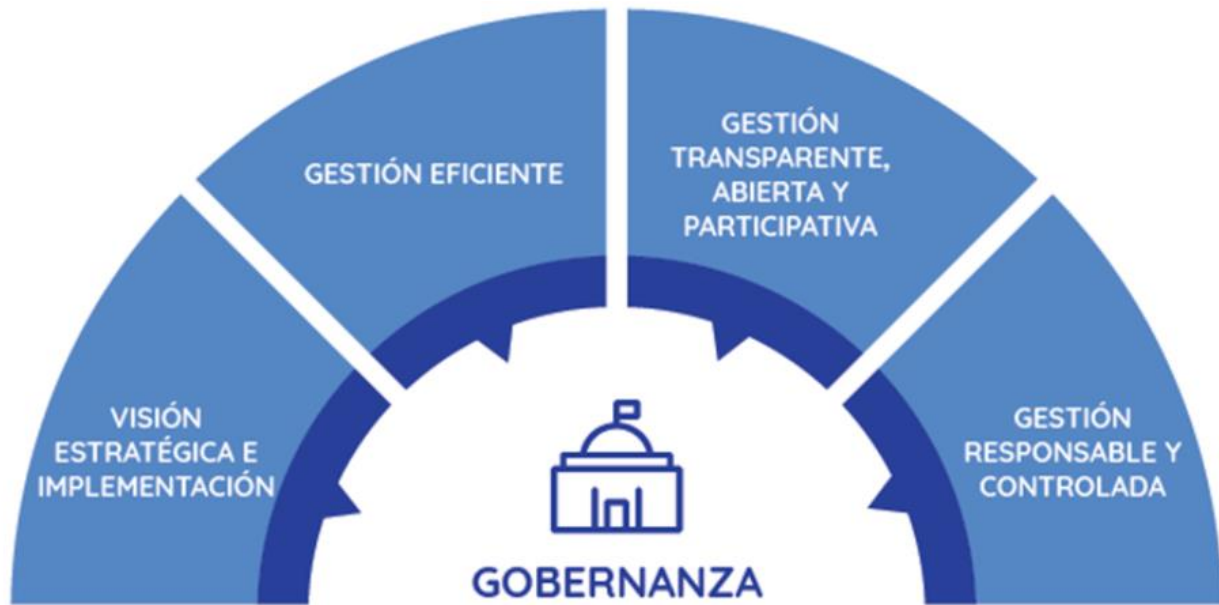 VISIÓN
ESTRATÉGICA E
IMPLEMENTACIÓN
GESTIÓN EFICIENTE
GESTIÓN
TRANSPARENTE,
ABIERTA Y
PARTICIPATIVA
GESTIÓN
RESPONSABLE Y
CONTROLADA
GOBERNANZA